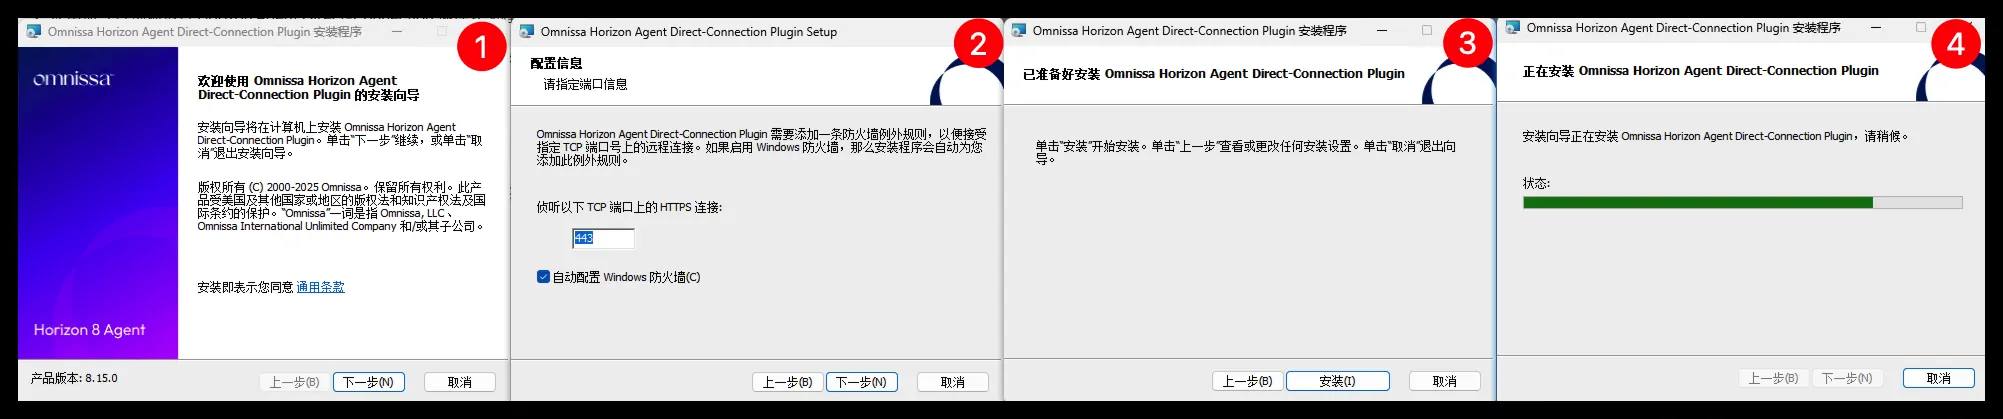 Omnissa Horizon Agent Direct-Connection Plugin 安装程序
1
omnissa
欢迎使用 Omnissa Horizon Agent
Direct-Connection Plugin 的安装向导
安装向导将在计算机上安装 Omnissa Horizon Agent
Direct-Connection Plugin。单击“下一步”继续，或单击“取
消”退出安装向导。
版权所有 (C) 2000-2025 Omnissa。保留所有权利。此产
品受美国及其他国家或地区的版权法和知识产权法及国
际条约的保护。“Omnissa”一词是指 Omnissa, LLC、
Omnissa International Unlimited Company 和/或其子公司。
安装即表示您同意 通用条款
Horizon 8 Agent
产品版本: 8.15.0
上一步(B)
下一步(N)
取消
Omnissa Horizon Agent Direct-Connection Plugin Setup
2
配置信息
请指定端口信息
Omnissa Horizon Agent Direct-Connection Plugin 需要添加一条防火墙例外规则，以便接受
指定 TCP 端口号上的远程连接。如果启用 Windows 防火墙，那么安装程序会自动为您
添加此例外规则。
侦听以下 TCP 端口上的 HTTPS 连接:
443
自动配置 Windows 防火墙(C)
上一步(B)
下一步(N)
取消
Omnissa Horizon Agent Direct-Connection Plugin 安装程序
3
已准备好安装 Omnissa Horizon Agent Direct-Connection Plugin
单击“安装”开始安装。单击“上一步”查看或更改任何安装设置。单击“取消”退出向
导。
上一步(B)
安装(I)
取消
Omnissa Horizon Agent Direct-Connection Plugin 安装程序
4
正在安装 Omnissa Horizon Agent Direct-Connection Plugin
安装向导正在安装 Omnissa Horizon Agent Direct-Connection Plugin，请稍候。
状态:
上一步(B)
下一步(N)
取消